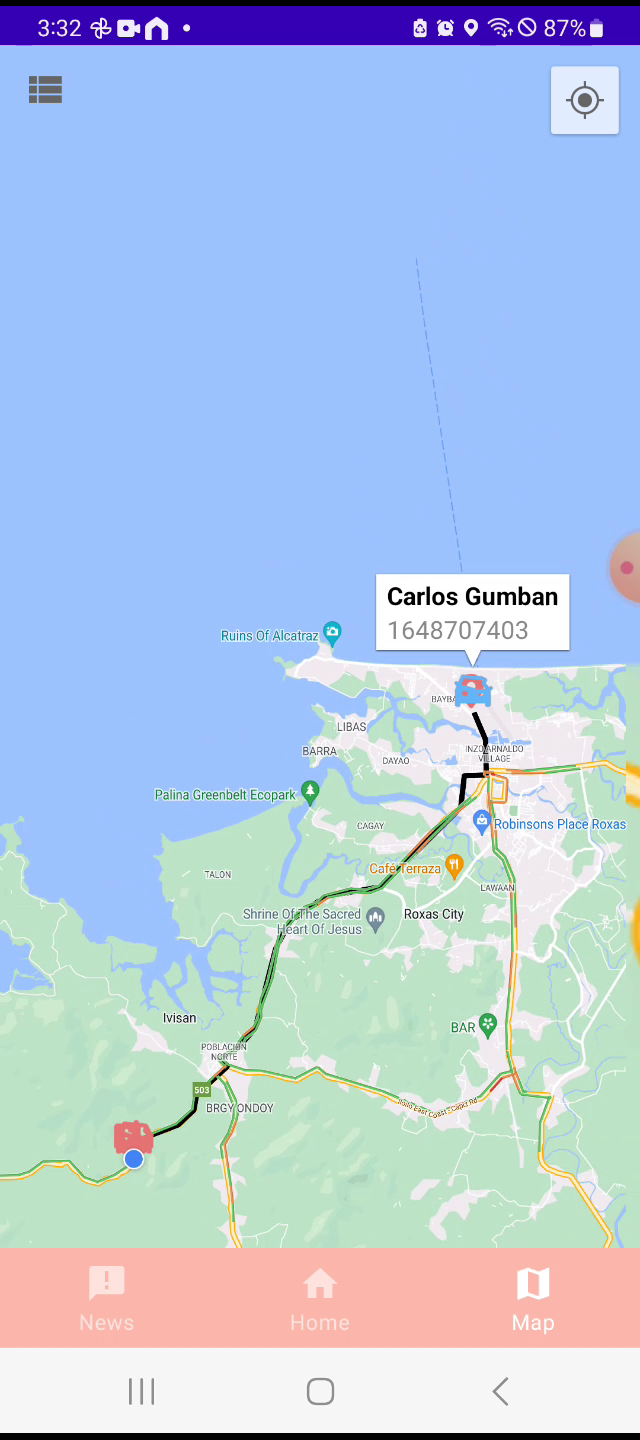 3:32
87%
Carlos Gumban
1648707403
Ruins Of Alcatraz
LIBAS
BARRA
DAYAO
VILLAGE
Palina Greenbelt Ecopark
CAGAY
Robinsons Place Roxas
Café Terraza
TALON
LAWAAN
Shrine Of The Sacred
Heart Of Jesus
Roxas City
Ivisan
BAR
POBLACION
NORTE
503
BRGY ONDOY
News
Home
Map